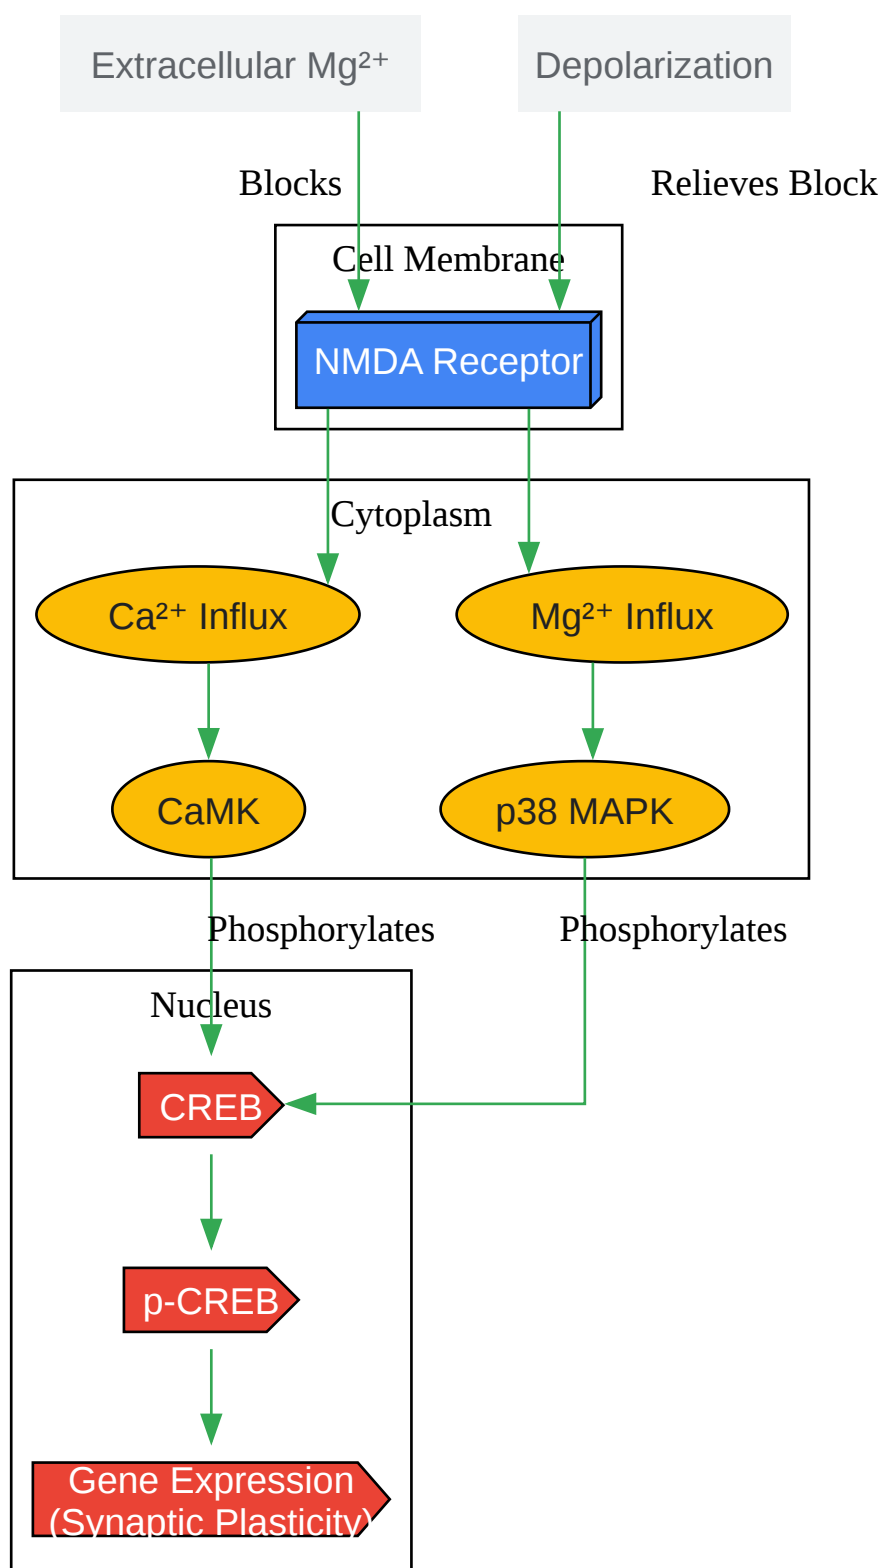 Extracellular Mg²⁺
Depolarization
Blocks
Relieves Block
Cell Membrane
NMDA Receptor
Cytoplasm
Ca²⁺ Influx
Mg²⁺ Influx
CaMK
p38 MAPK
Phosphorylates
Phosphorylates
Nucleus
CREB
p-CREB
Gene Expression
(Synaptic Plasticity)